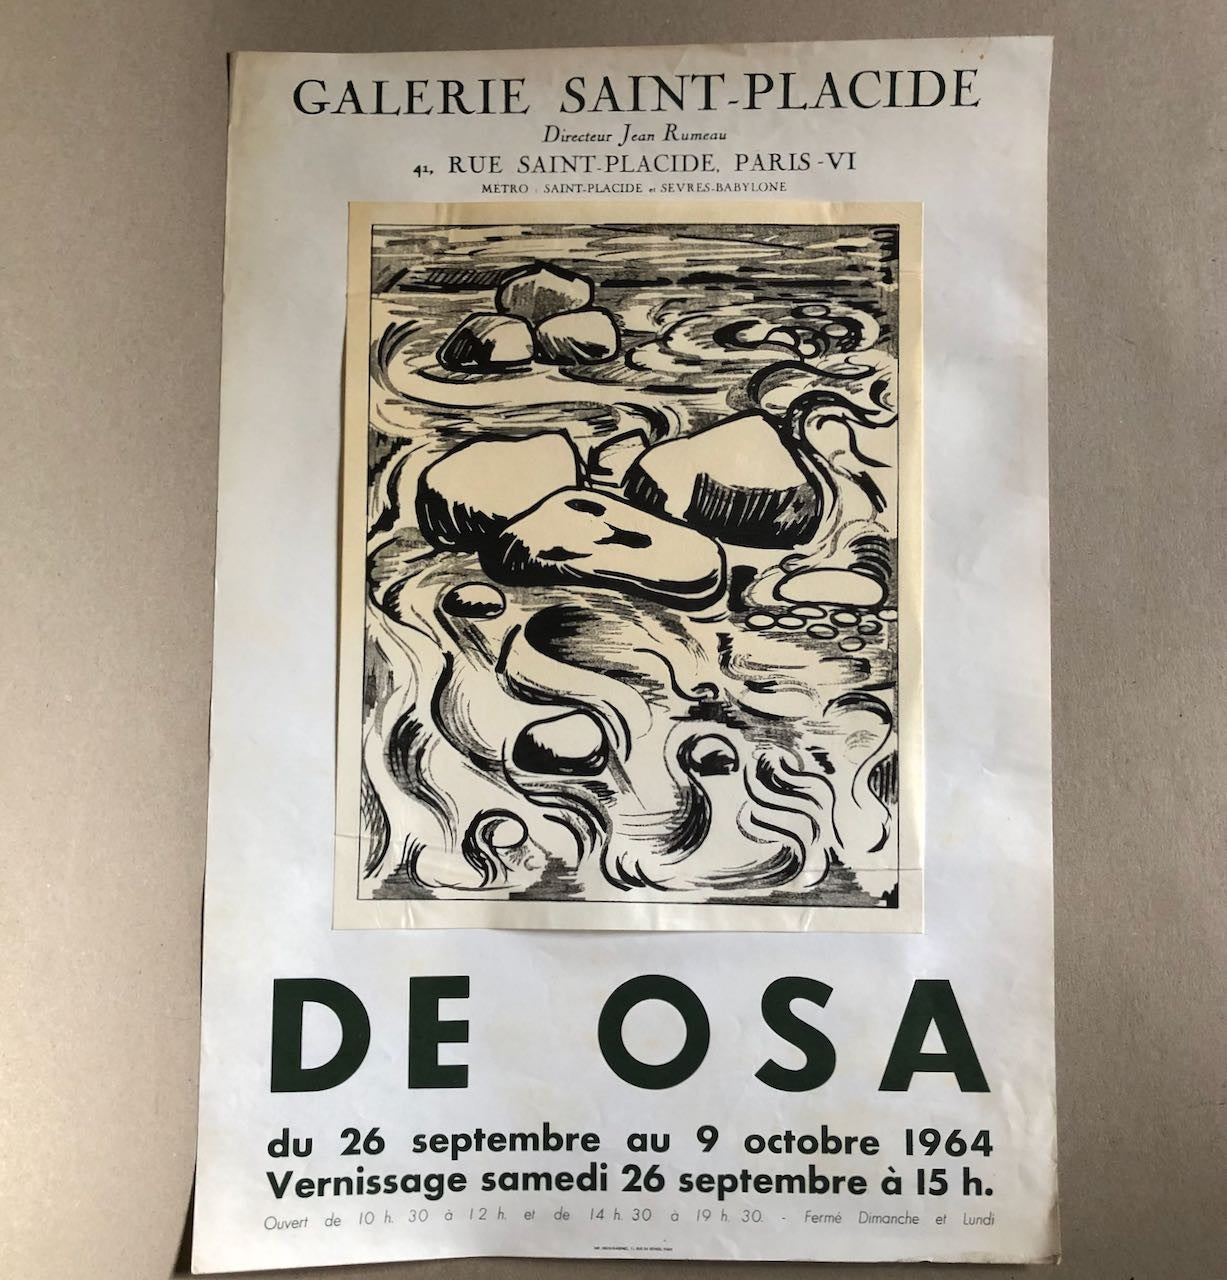 GALERIE SAINT-PLACIDE
Directeur Jean Rumeau
41, RUE SAINT-PLACIDE, PARIS-VI
MÉTRO : SAINT-PLACIDE et SEVRES-BABYLONE
DE OSA
du 26 septembre au 9 octobre 1964
Vernissage samedi 26 septembre à 15 h.
Ouvert de 10 h. 30 à 12 h. et de 14 h. 30 à 19 h. 30. - Fermé Dimanche et Lundi